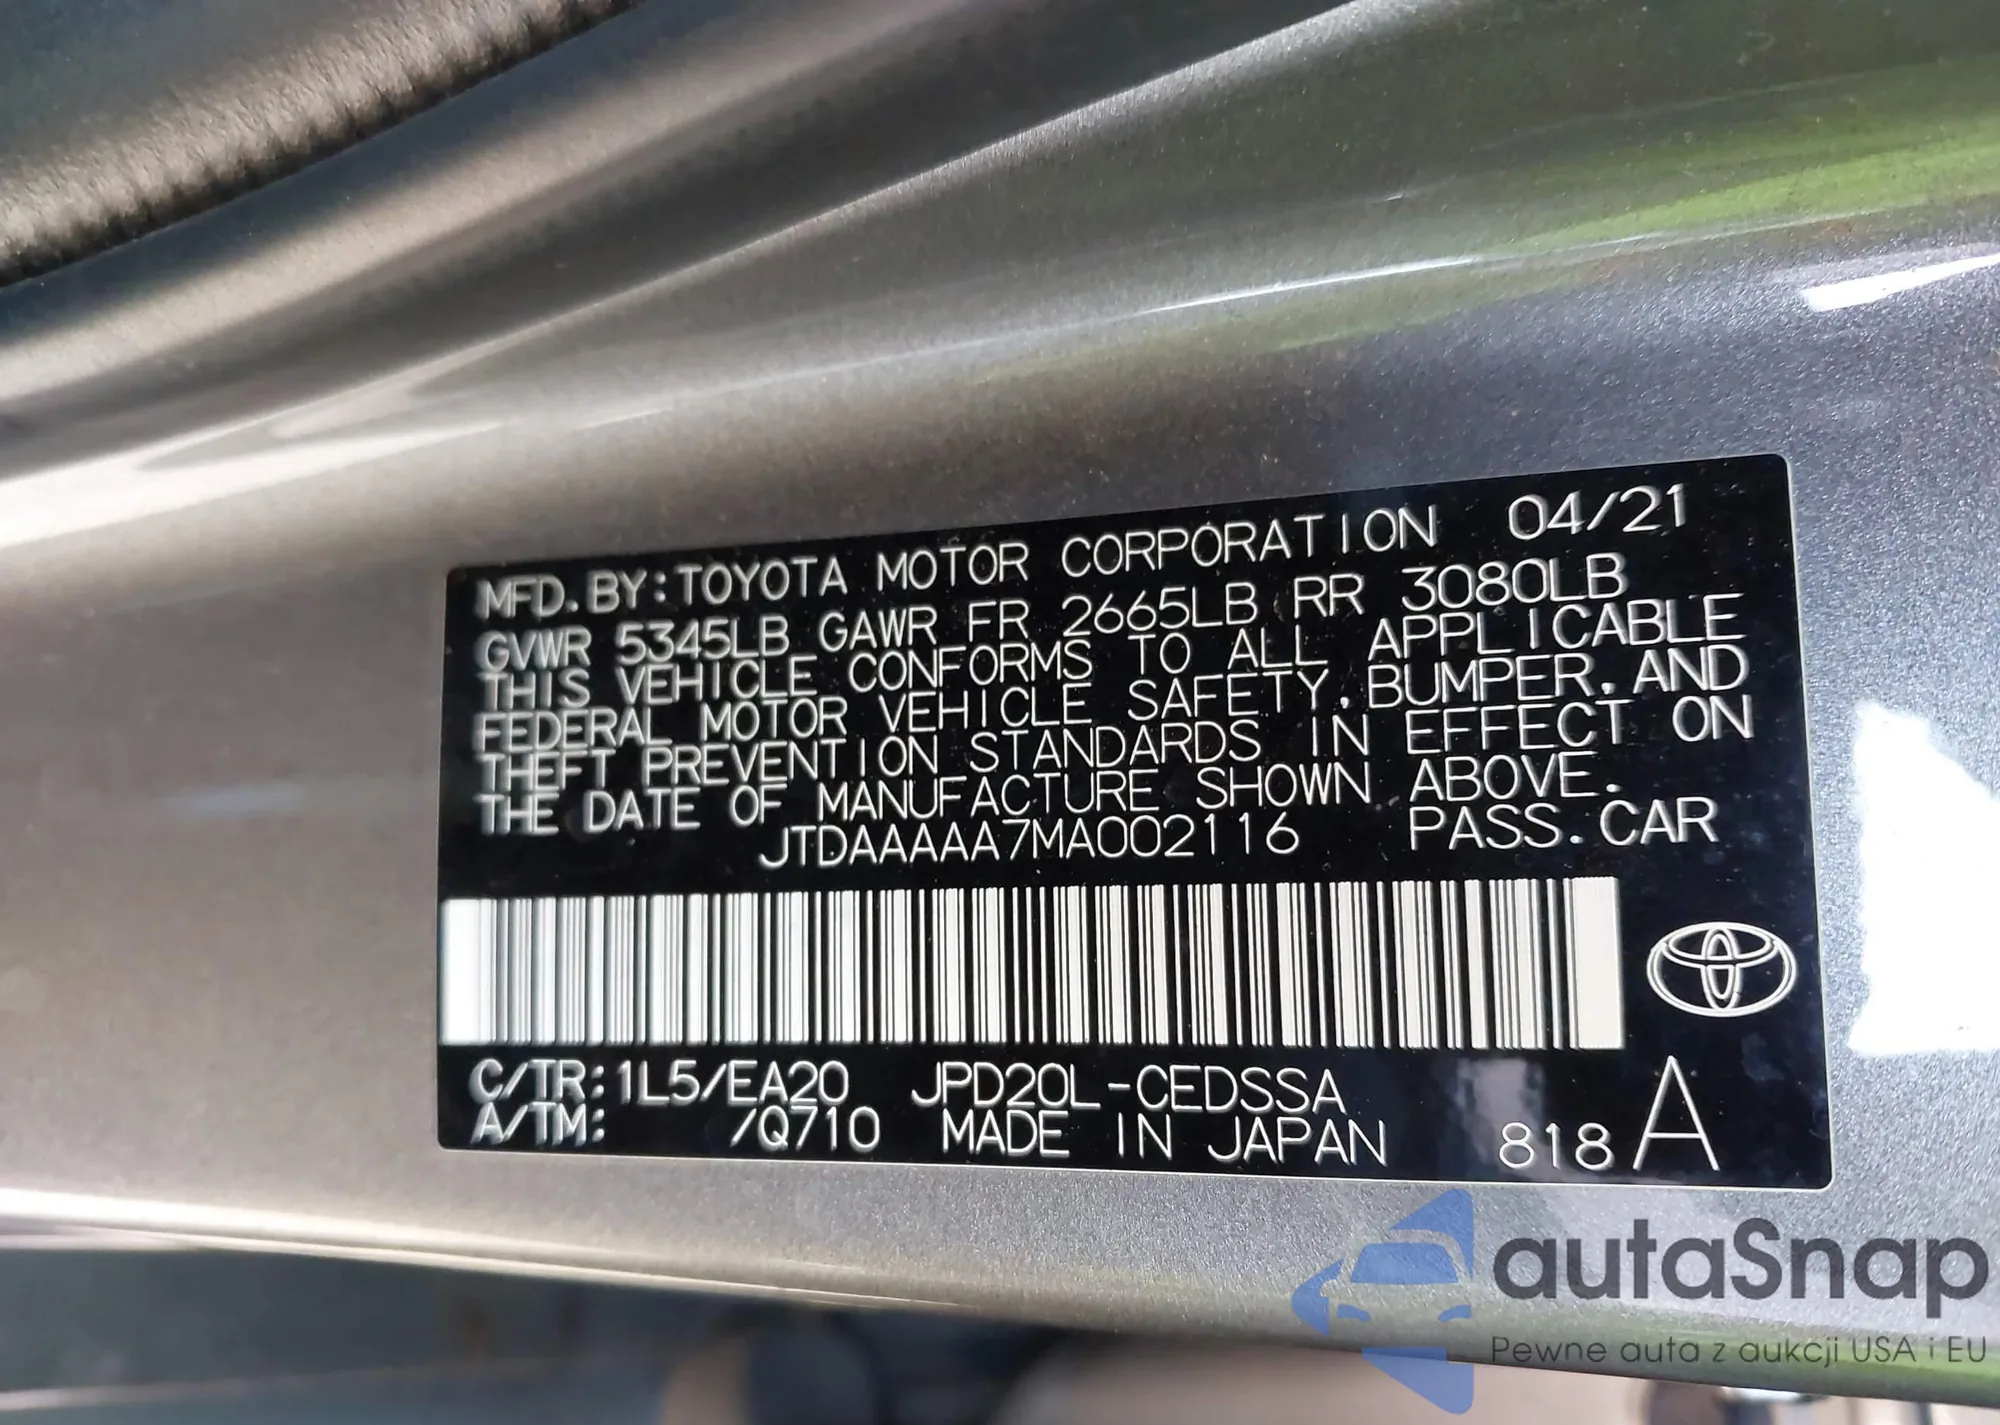 MFD. BY: TOYOTA MOTOR CORPORATION 04/21
GVWR 5345LB GAWR FR 2665LB RR 3080LB
THIS VEHICLE CONFORMS TO ALL APPLICABLE
FEDERAL MOTOR VEHICLE SAFETY, BUMPER, AND
THEFT PREVENTION STANDARDS IN EFFECT ON
THE DATE OF MANUFACTURE SHOWN ABOVE.
JTDAAAAA7MA002116 PASS. CAR
C/TR: 1L5/EA20 JPD20L-CEDSSA
A/TM: /Q710 MADE IN JAPAN 818 A
autaSnap
Pewne auta z aukcji USA i EU